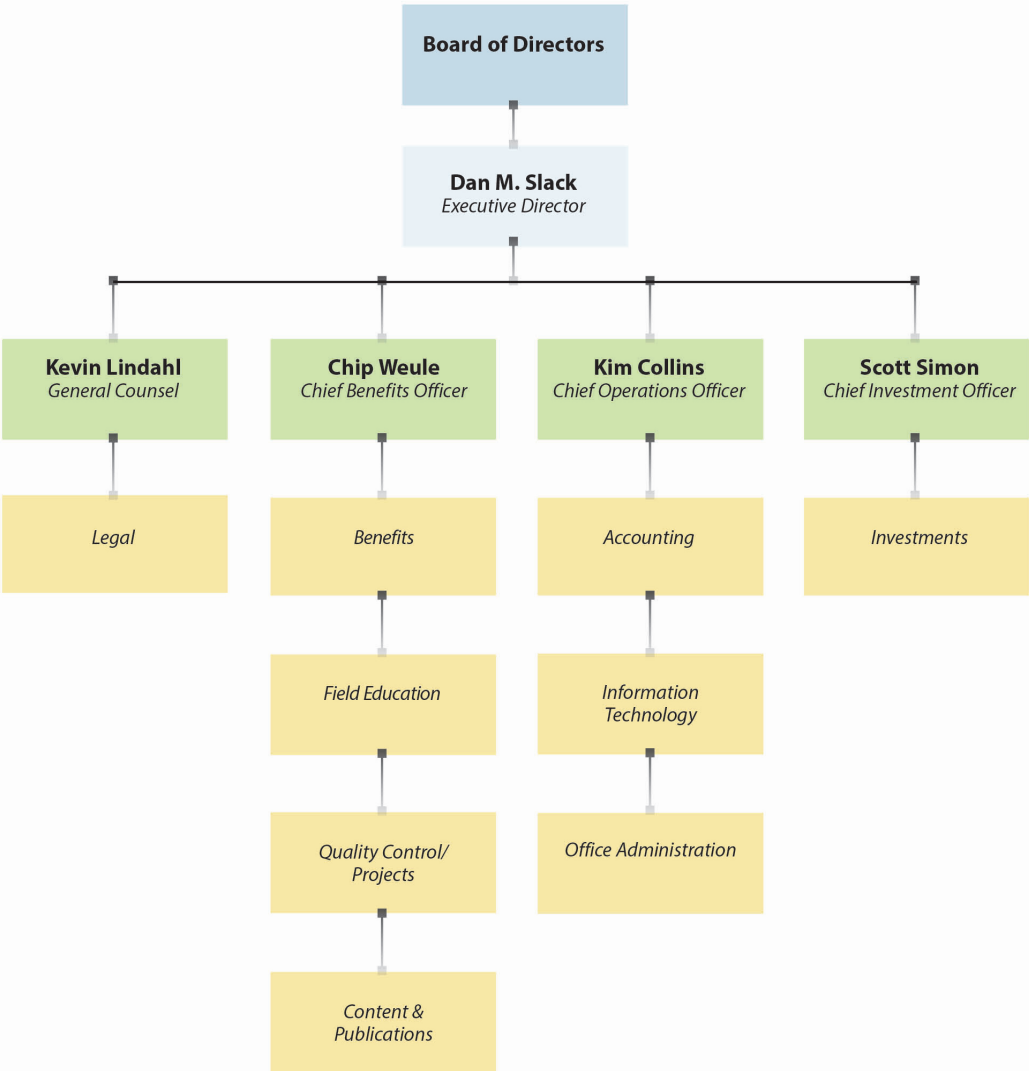 Board of Directors
Dan M. Slack
Executive Director
Kevin Lindahl
General Counsel
Chip Weule
Chief Benefits Officer
Kim Collins
Chief Operations Officer
Scott Simon
Chief Investment Officer
Legal
Benefits
Accounting
Investments
Field Education
Information
Technology
Quality Control/
Projects
Office Administration
Content &
Publications